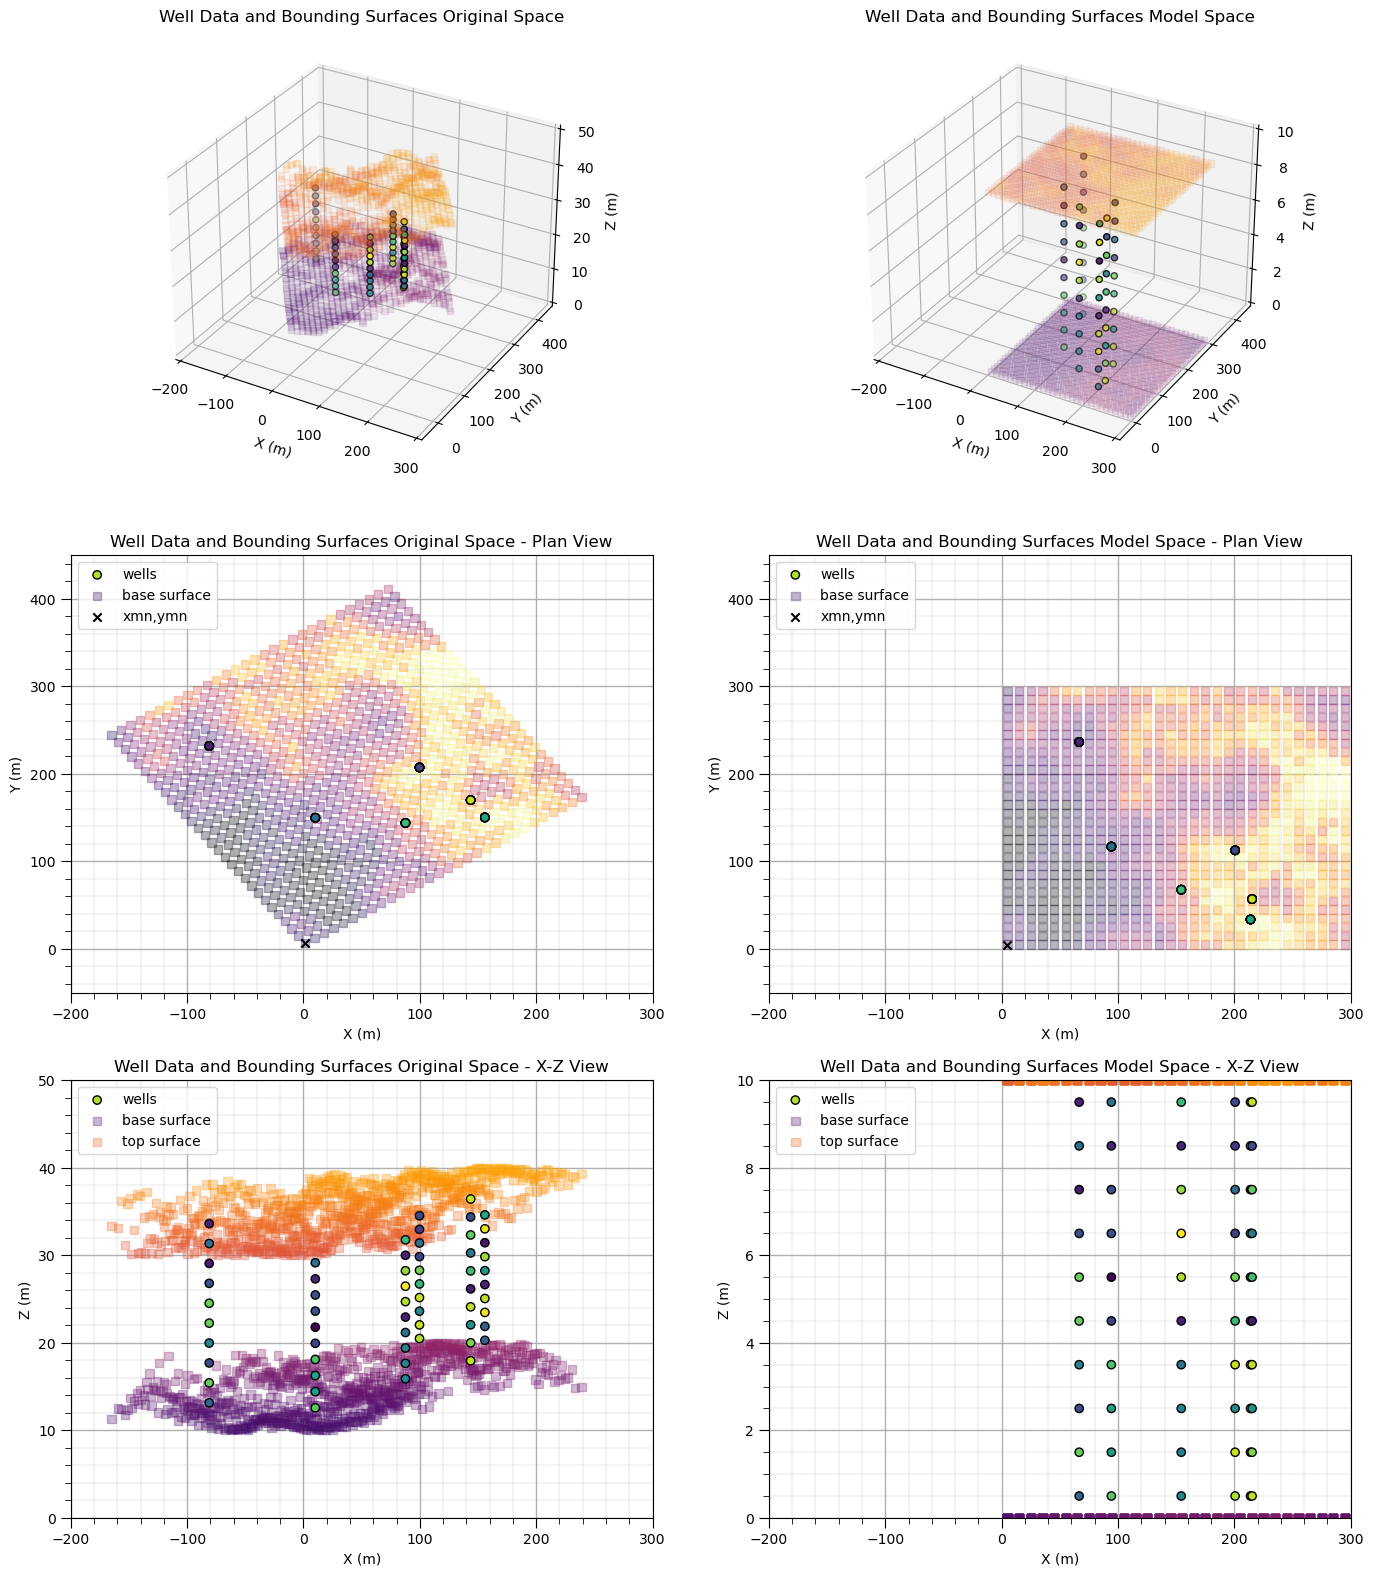 Well Data and Bounding Surfaces Original Space
50
40
30
20
10
0
Z (m)
400
300
200
100
0
Y (m)
−200
−100
0
100
200
300
X (m)
Well Data and Bounding Surfaces Model Space
10
8
6
4
2
0
Z (m)
400
300
200
100
0
Y (m)
−200
−100
0
100
200
300
X (m)
Well Data and Bounding Surfaces Original Space - Plan View
wells
base surface
xmn,ymn
400
300
200
100
0
Y (m)
−200 −100 0 100 200 300
X (m)
Well Data and Bounding Surfaces Model Space - Plan View
wells
base surface
xmn,ymn
400
300
200
100
0
Y (m)
−200 −100 0 100 200 300
X (m)
Well Data and Bounding Surfaces Original Space - X-Z View
wells
base surface
top surface
50
40
30
20
10
0
Z (m)
−200 −100 0 100 200 300
X (m)
Well Data and Bounding Surfaces Model Space - X-Z View
wells
base surface
top surface
10
8
6
4
2
0
Z (m)
−200 −100 0 100 200 300
X (m)